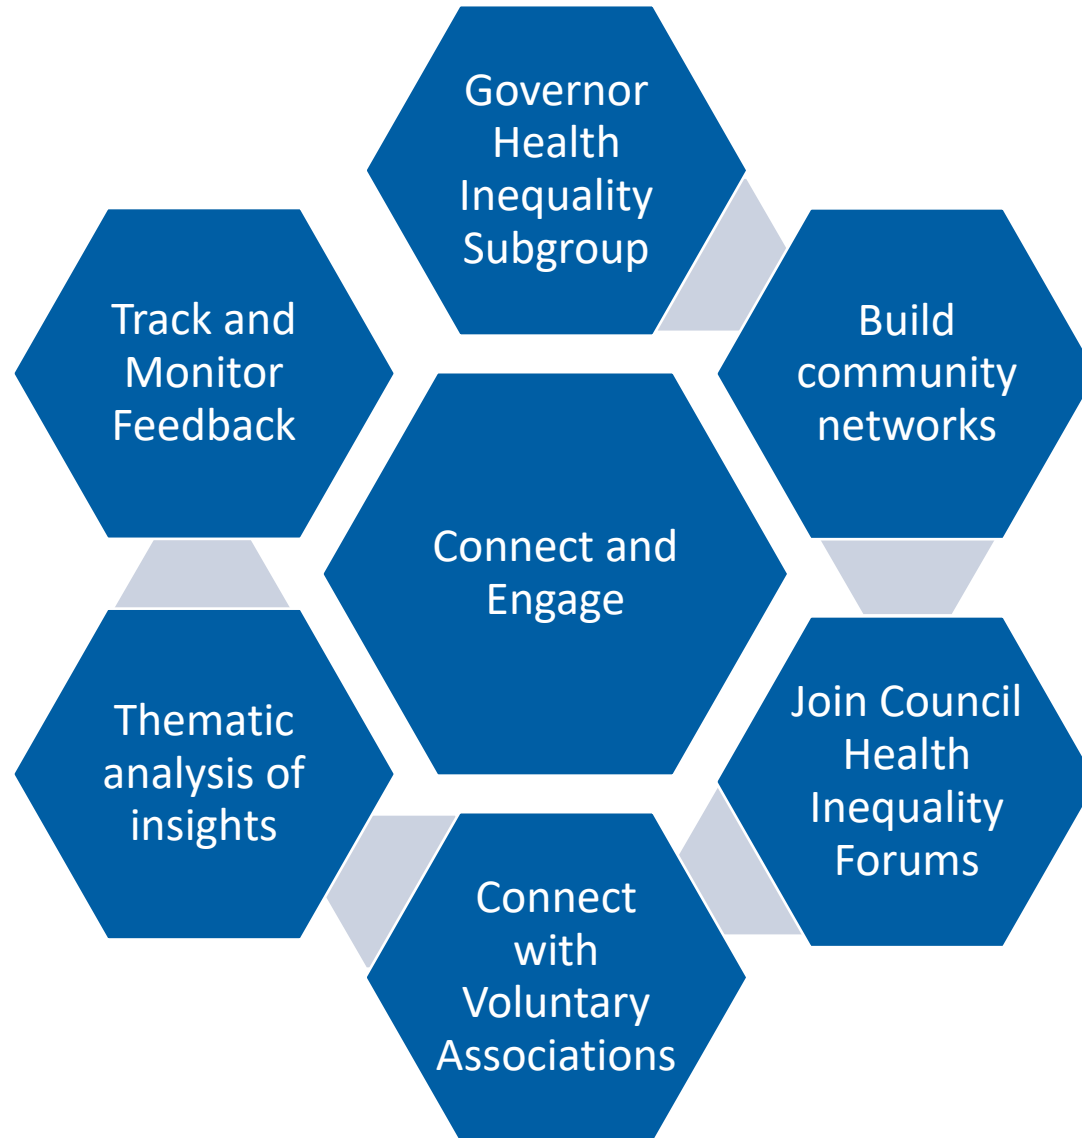 Governor
Health
Inequality
Subgroup
Build
community
networks
Join Council
Health
Inequality
Forums
Connect
with
Voluntary
Associations
Thematic
analysis of
insights
Track and
Monitor
Feedback
Connect and
Engage